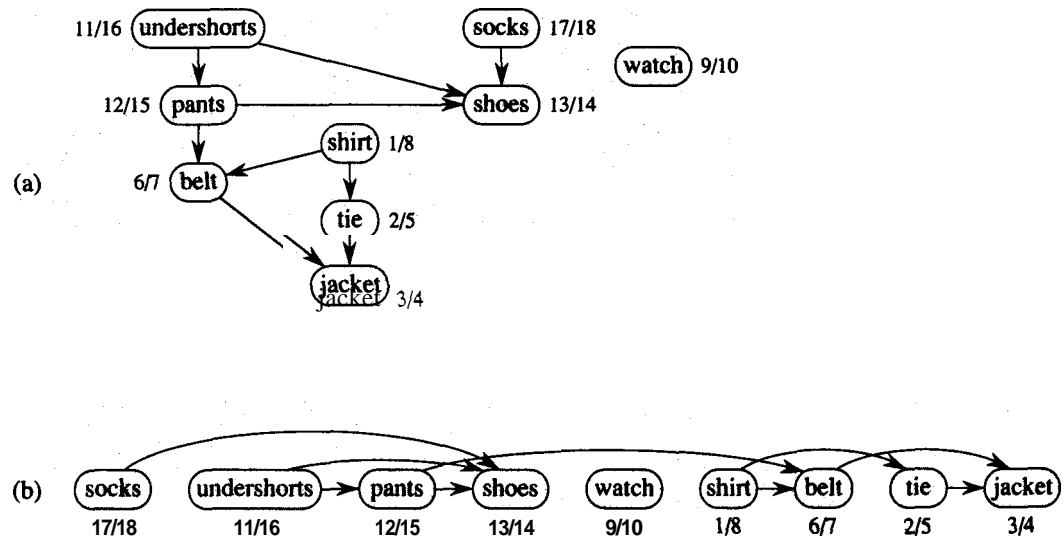 11/16 undershorts socks 17/18
watch 9/10
12/15 pants shoes 13/14
shirt 1/8
(a) 6/7 belt
tie 2/5
jacket
jacket 3/4
(b) socks undershorts pants shoes watch shirt belt tie jacket
17/18 11/16 12/15 13/14 9/10 1/8 6/7 2/5 3/4